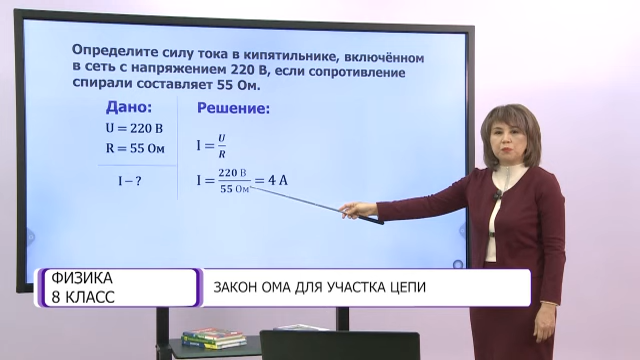 Определите силу тока в кипятильнике, включённом
в сеть с напряжением 220 В, если сопротивление
спирали составляет 55 Ом.
Дано: Решение:
U = 220 В
R = 55 Ом
I = U/R
I − ?
I = 220 В/55 Ом = 4 А
ФИЗИКА
8 КЛАСС
ЗАКОН ОМА ДЛЯ УЧАСТКА ЦЕПИ